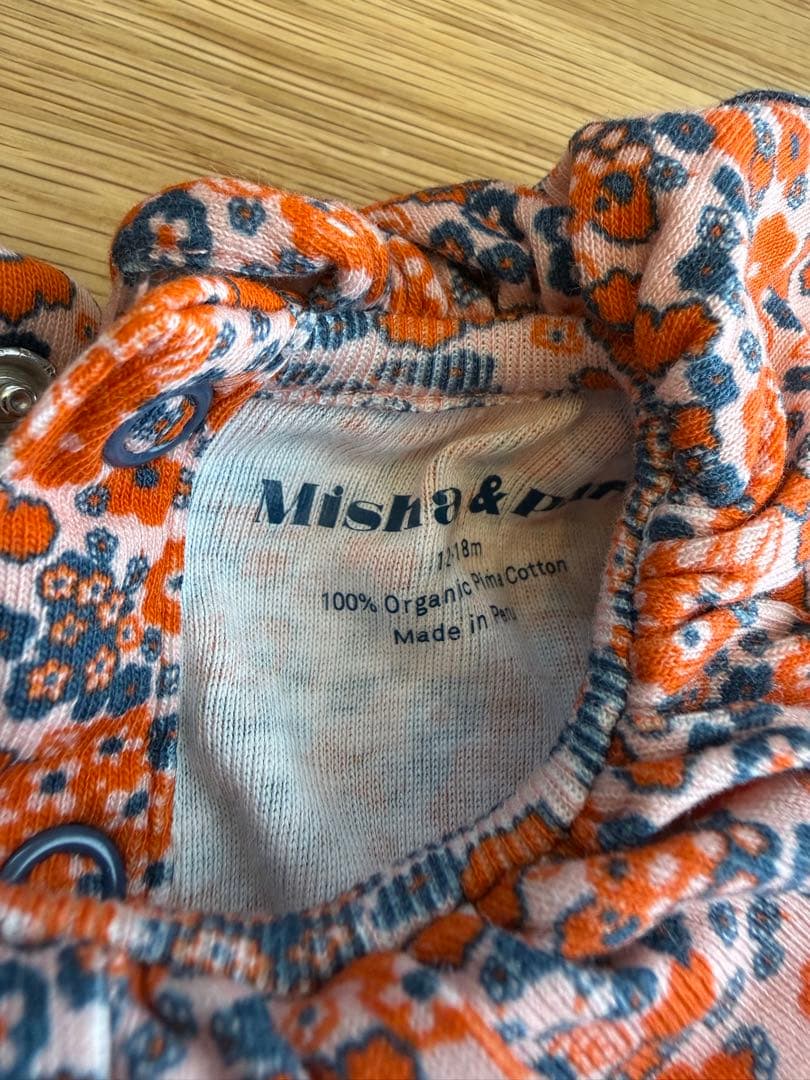 Misha &
12-18m
100% Organic Pima Cotton
Made in Peru